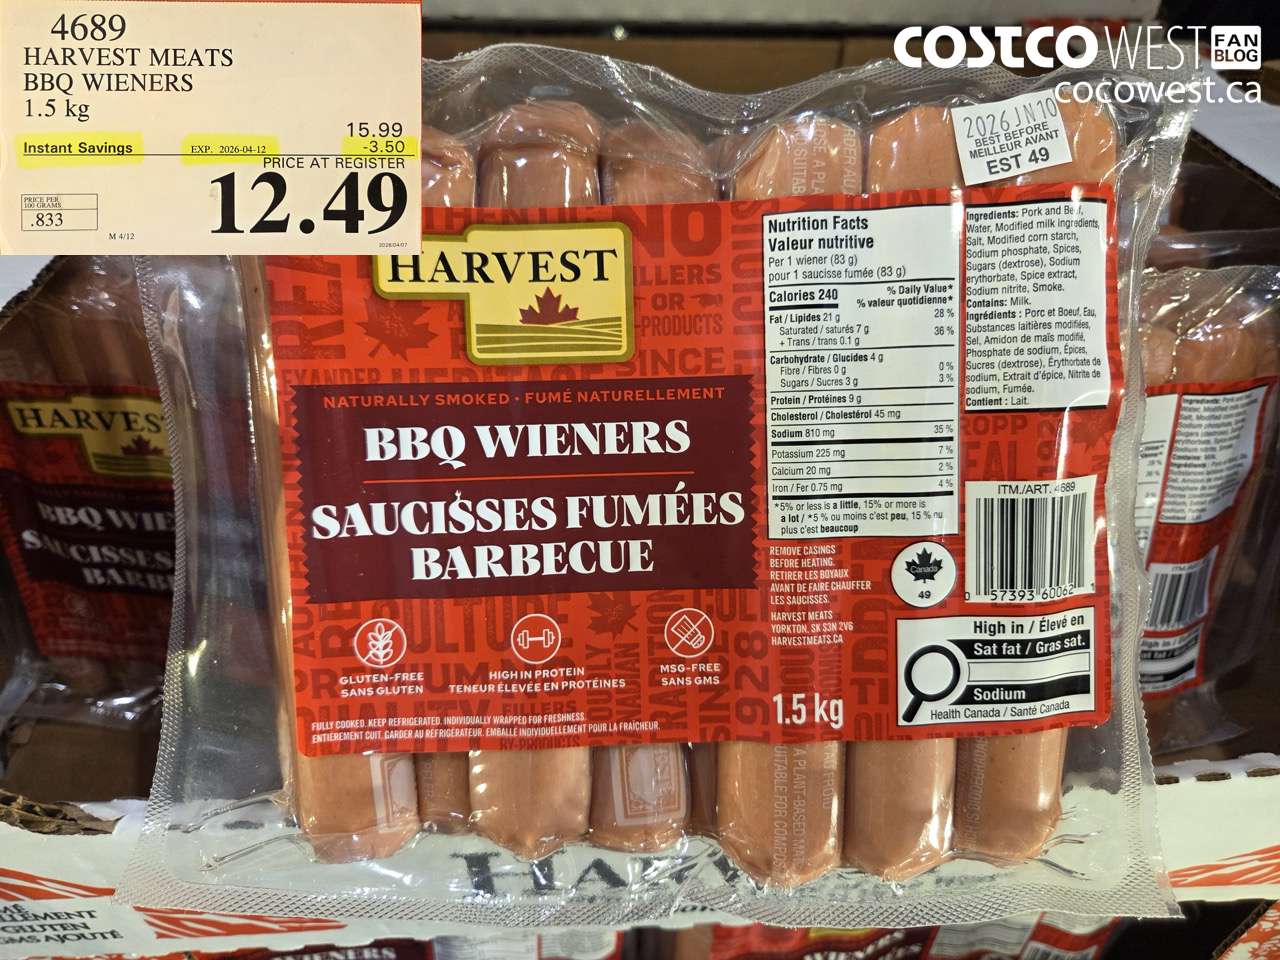 4689
HARVEST MEATS
BBQ WIENERS
1.5 kg
15.99
Instant Savings EXP. 2026-04-12 -3.50
PRICE AT REGISTER
12.49
PRICE PER
100 GRAMS
.833
M 4/12
2026/04/07
COSTCO WEST FAN BLOG
cocowest.ca
2026 JN 10
BEST BEFORE
MEILLEUR AVANT
EST 49
HARVEST
NATURALLY SMOKED • FUMÉ NATURELLEMENT
BBQ WIENERS
SAUCISSES FUMÉES
BARBECUE
GLUTEN-FREE
SANS GLUTEN
HIGH IN PROTEIN
TENEUR ÉLEVÉE EN PROTÉINES
MSG-FREE
SANS GMS
FULLY COOKED. KEEP REFRIGERATED. INDIVIDUALLY WRAPPED FOR FRESHNESS.
ENTIÈREMENT CUIT. GARDER AU RÉFRIGÉRATEUR. EMBALLÉ INDIVIDUELLEMENT POUR LA FRAÎCHEUR.
Nutrition Facts
Valeur nutritive
Per 1 wiener (83 g)
pour 1 saucisse fumée (83 g)
Calories 240 % Daily Value*
% valeur quotidienne*
Fat / Lipides 21 g 28 %
Saturated / saturés 7 g
+ Trans / trans 0.1 g 36 %
Carbohydrate / Glucides 4 g
Fibre / Fibres 0 g 0 %
Sugars / Sucres 3 g 3 %
Protein / Protéines 9 g
Cholesterol / Cholestérol 45 mg
Sodium 810 mg 35 %
Potassium 225 mg 7 %
Calcium 20 mg 2 %
Iron / Fer 0.75 mg 4 %
*5% or less is a little, 15% or more is
a lot / *5 % ou moins c'est peu, 15 % ou
plus c'est beaucoup
REMOVE CASINGS
BEFORE HEATING.
RETIRER LES BOYAUX
AVANT DE FAIRE CHAUFFER
LES SAUCISSES.
HARVEST MEATS
YORKTON, SK S3N 2V6
HARVESTMEATS.CA
1.5 kg
Ingredients: Pork and Beef,
Water, Modified milk ingredients,
Salt, Modified corn starch,
Sodium phosphate, Spices,
Sugars (dextrose), Sodium
erythorbate, Spice extract,
Sodium nitrite, Smoke.
Contains: Milk.
Ingrédients : Porc et Boeuf, Eau,
Substances laitières modifiées,
Sel, Amidon de maïs modifié,
Phosphate de sodium, Épices,
Sucres (dextrose), Érythorbate de
sodium, Extrait d'épice, Nitrite de
sodium, Fumée.
Contient : Lait.
ITM./ART. 4689
0 57393 60062 1
Canada
49
High in / Élevé en
Sat fat / Gras sat.
Sodium
Health Canada / Santé Canada